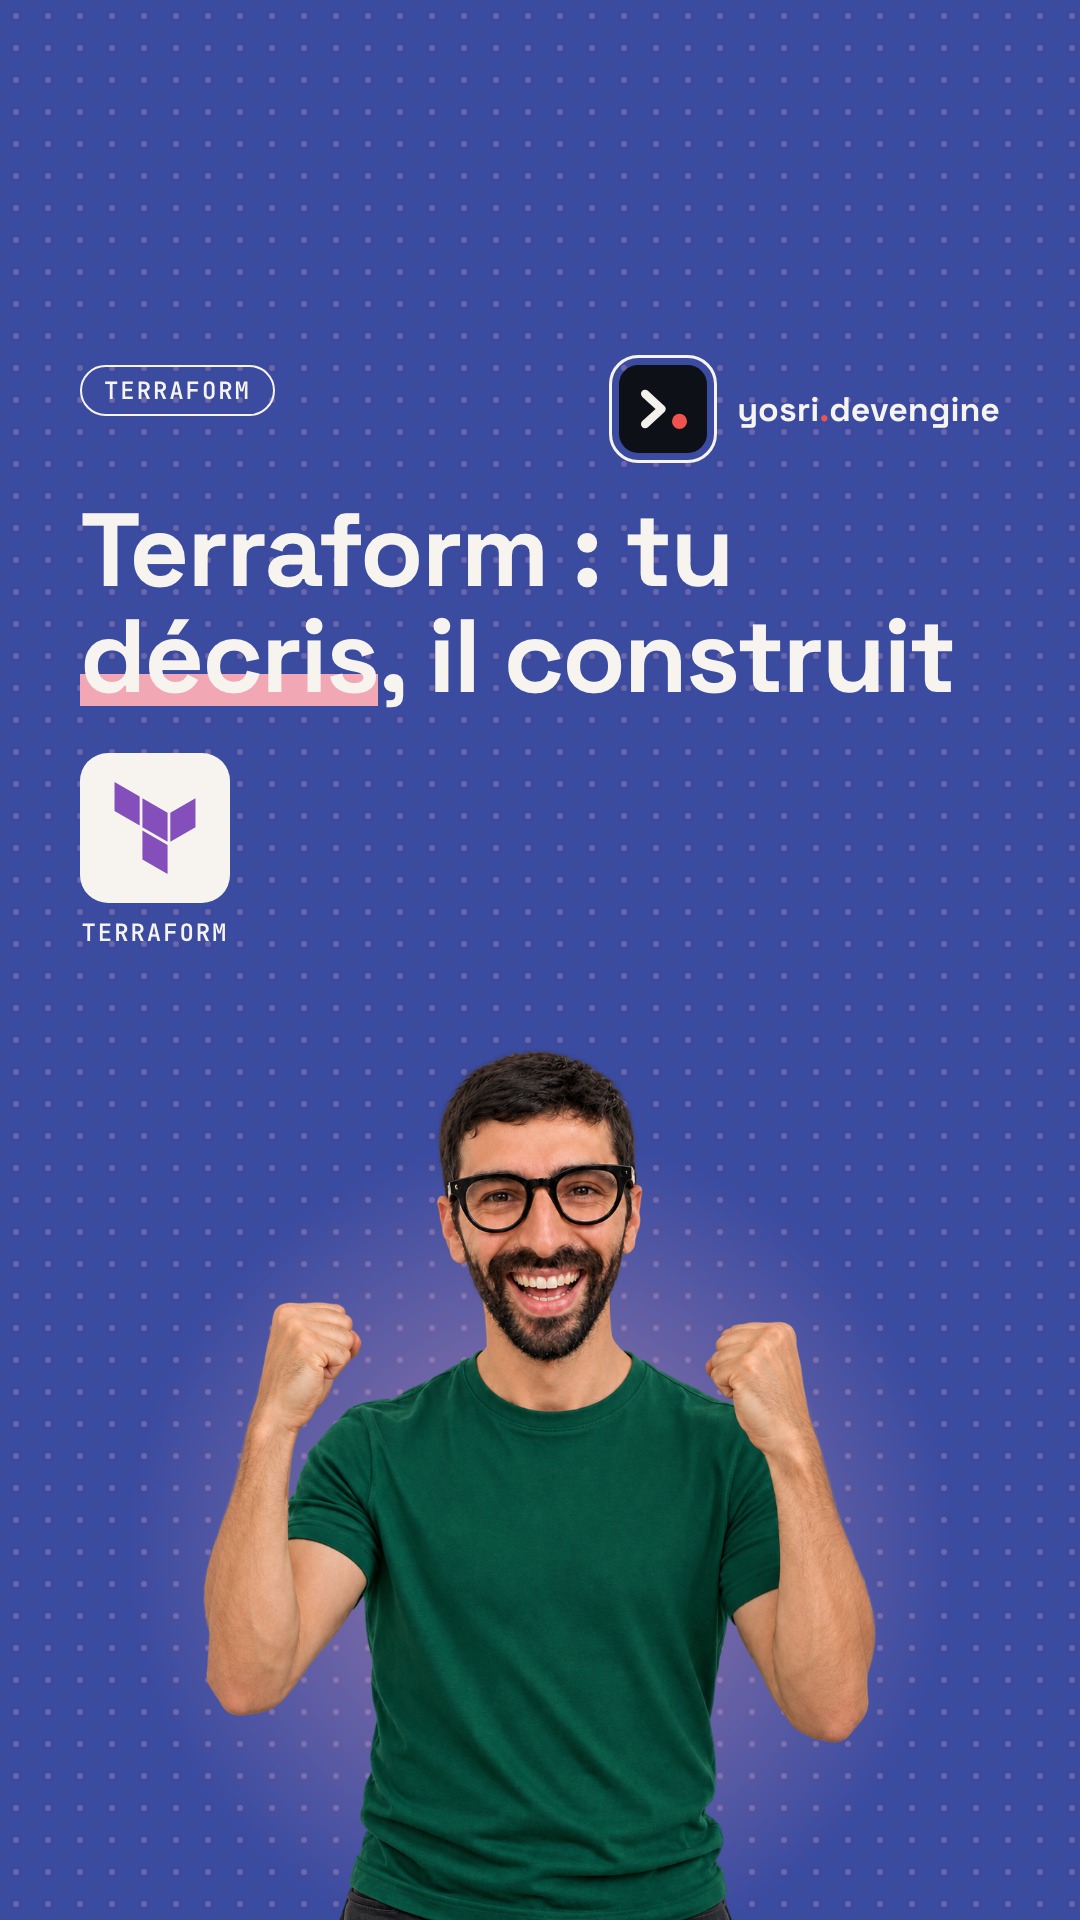 TERRAFORM
yosri.devengine
Terraform : tu
décris, il construit
TERRAFORM